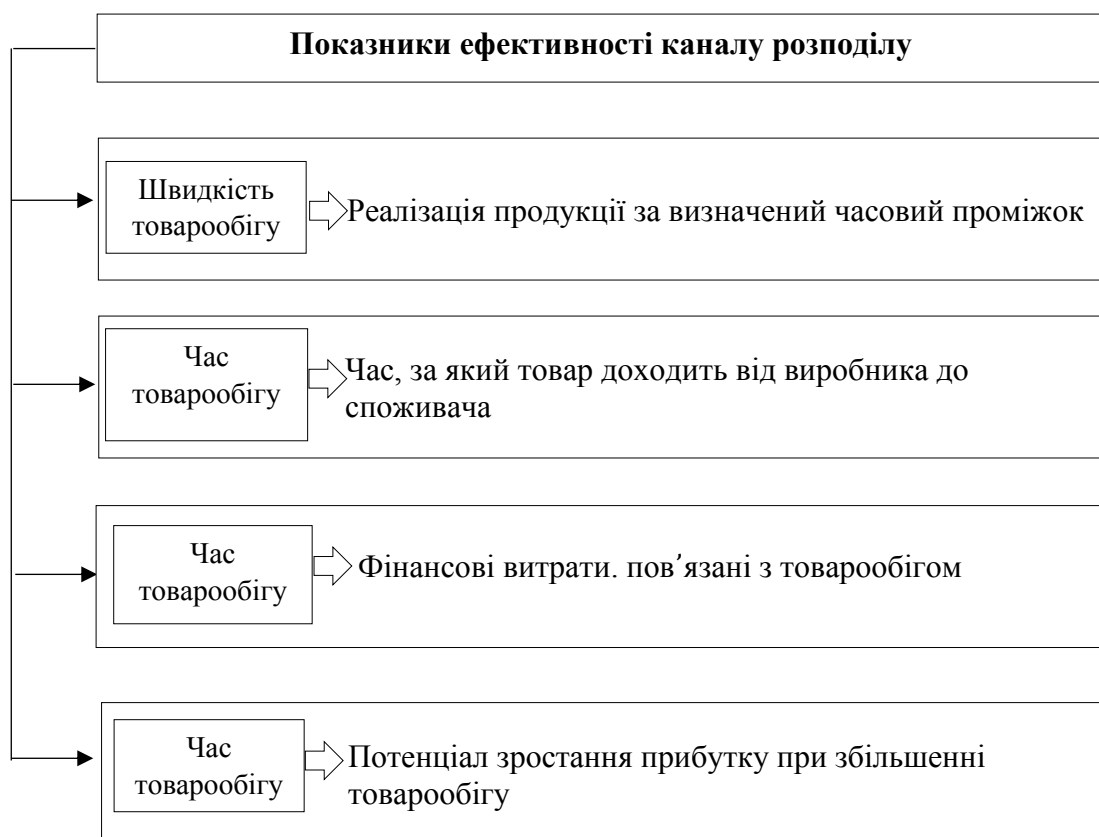 Показники ефективності каналу розподілу
Швидкість
товарообігу
Реалізація продукції за визначений часовий проміжок
Час
товарообігу
Час, за який товар доходить від виробника до
споживача
Час
товарообігу
Фінансові витрати. пов’язані з товарообігом
Час
товарообігу
Потенціал зростання прибутку при збільшенні
товарообігу